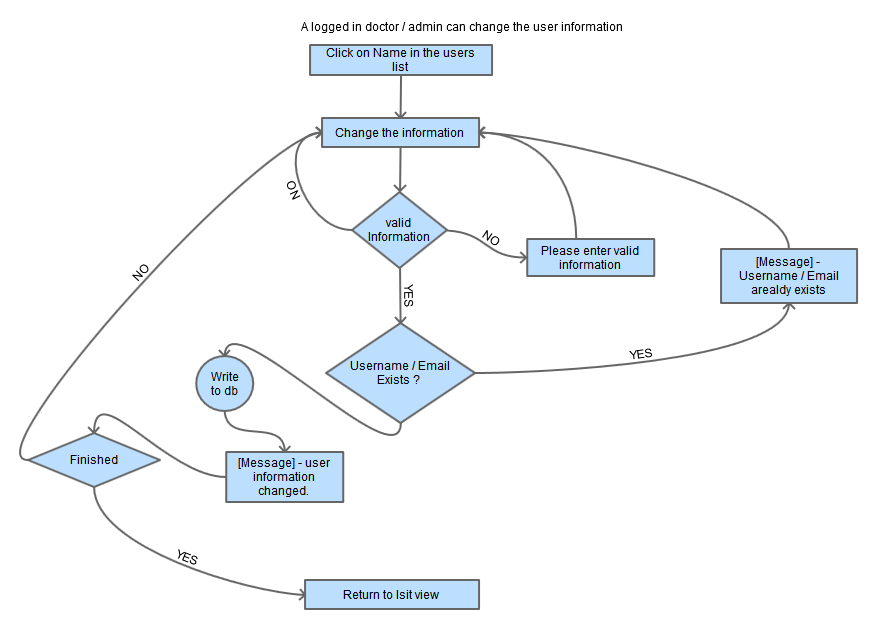 A logged in doctor / admin can change the user information
Click on Name in the users
list
Change the information
NO
valid
Information
NO
Please enter valid
information
[Message] -
Username / Email
arealdy exists
NO
YES
Username / Email
Exists ?
YES
Write
to db
Finished
[Message] - user
information
changed.
YES
Return to lsit view